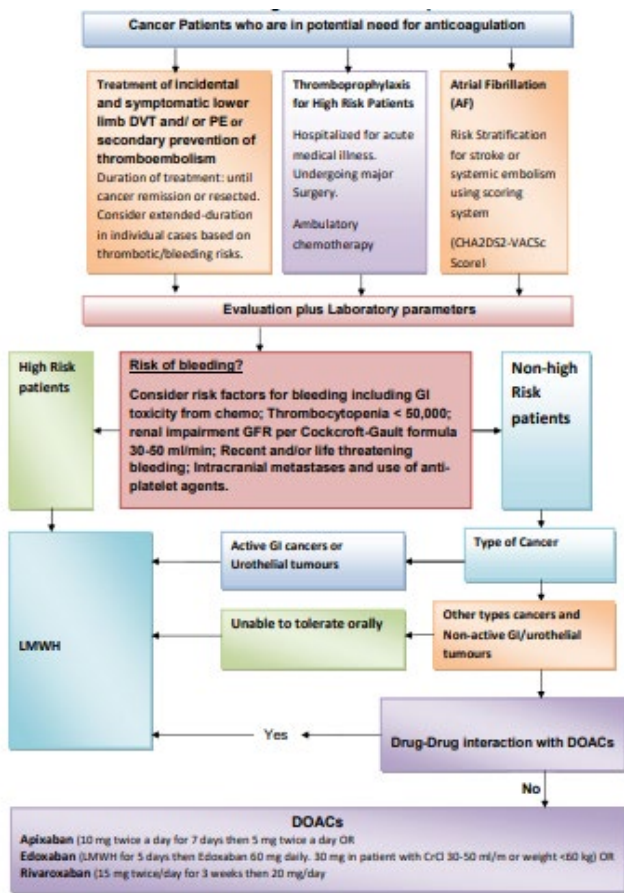 Cancer Patients who are in potential need for anticoagulation
Treatment of incidental
and symptomatic lower
limb DVT and/ or PE or
secondary prevention of
thromboembolism
Duration of treatment: until
cancer remission or resected.
Consider extended-duration
in individual cases based on
thrombotic/bleeding risks.
Thromboprophylaxis
for High Risk Patients
Hospitalized for acute
medical illness.
Undergoing major
Surgery.
Ambulatory
chemotherapy
Atrial Fibrillation
(AF)
Risk Stratification
for stroke or
systemic embolism
using scoring
system
(CHA2DS2-VACSc
Score)
Evaluation plus Laboratory parameters
High Risk
patients
Risk of bleeding?
Consider risk factors for bleeding including GI
toxicity from chemo; Thrombocytopenia < 50,000;
renal impairment GFR per Cockcroft-Gault formula
30-50 ml/min; Recent and/or life threatening
bleeding; Intracranial metastases and use of anti-
platelet agents.
Non-high
Risk
patients
Active GI cancers or
Urothelial tumours
Type of Cancer
LMWH
Unable to tolerate orally
Other types cancers and
Non-active GI/urothelial
tumours
Yes
Drug-Drug interaction with DOACs
No
DOACs
Apixaban (10 mg twice a day for 7 days then 5 mg twice a day OR
Edoxaban (LMWH for 5 days then Edoxaban 60 mg daily. 30 mg in patient with CrCl 30-50 ml/m or weight <60 kg) OR
Rivaroxaban (15 mg twice/day for 3 weeks then 20 mg/day